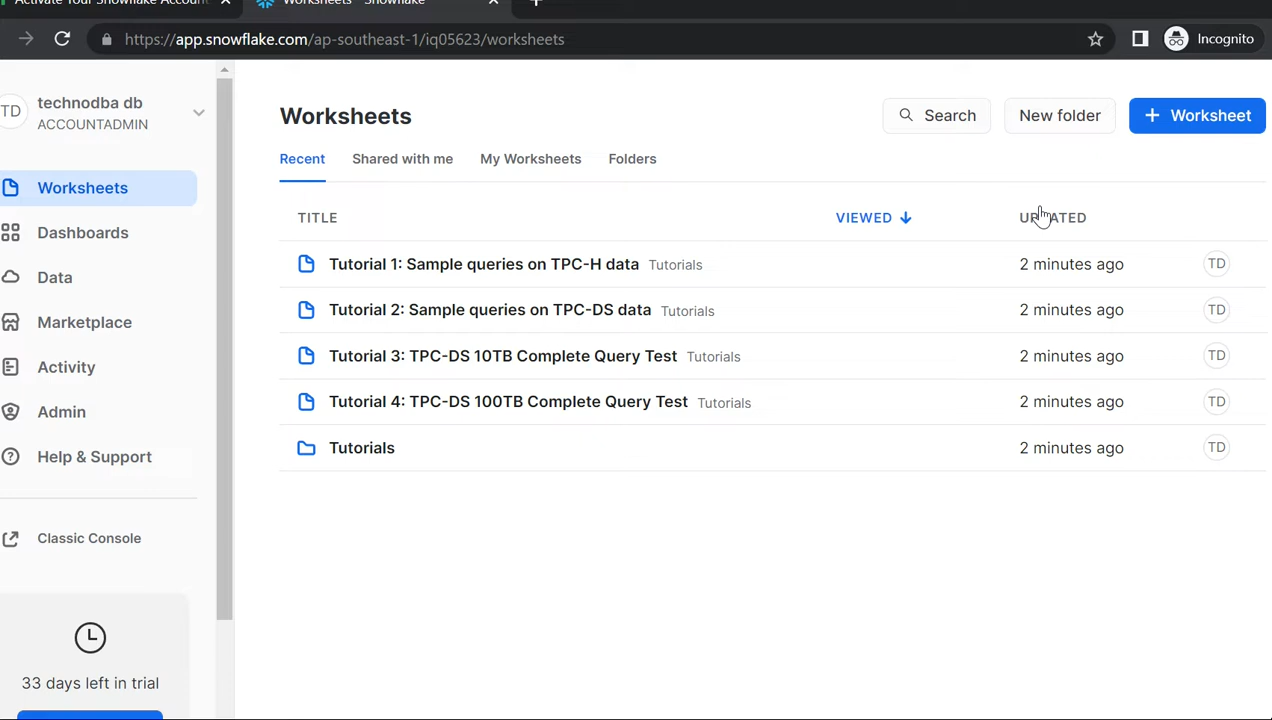 Activate Your Snowflake Account
Worksheets - Snowflake
https://app.snowflake.com/ap-southeast-1/iq05623/worksheets
Incognito
TD
technodba db
ACCOUNTADMIN
Worksheets
Dashboards
Data
Marketplace
Activity
Admin
Help & Support
Classic Console
33 days left in trial
Worksheets
Search
New folder
+ Worksheet
Recent
Shared with me
My Worksheets
Folders
TITLE
VIEWED
UPDATED
Tutorial 1: Sample queries on TPC-H data Tutorials 2 minutes ago TD
Tutorial 2: Sample queries on TPC-DS data Tutorials 2 minutes ago TD
Tutorial 3: TPC-DS 10TB Complete Query Test Tutorials 2 minutes ago TD
Tutorial 4: TPC-DS 100TB Complete Query Test Tutorials 2 minutes ago TD
Tutorials 2 minutes ago TD